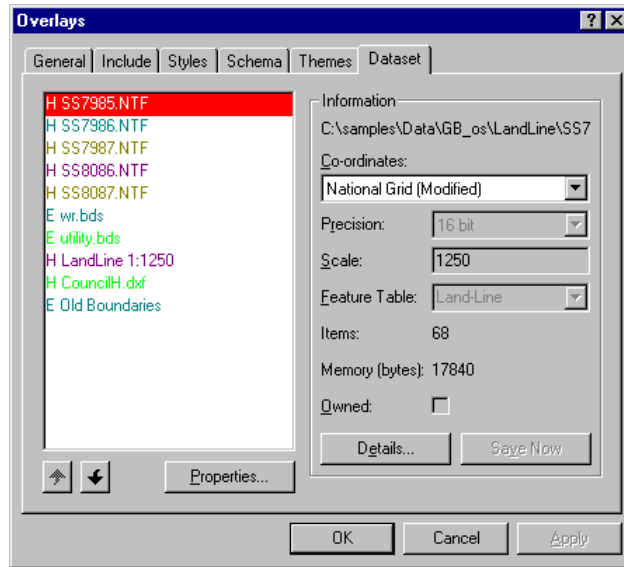 Overlays
General Include Styles Schema Themes Dataset
H SS7985.NTF
H SS7986.NTF
H SS7987.NTF
H SS8086.NTF
H SS8087.NTF
E wr.bds
E utility.bds
H LandLine 1:1250
H CouncilH.dxf
E Old Boundaries
Properties...
Information
C:\samples\Data\GB_os\LandLine\SS7
Co-ordinates:
National Grid (Modified)
Precision: 16 bit
Scale: 1250
Feature Table: Land-Line
Items: 68
Memory (bytes): 17840
Owned:
Details... Save Now
OK Cancel Apply